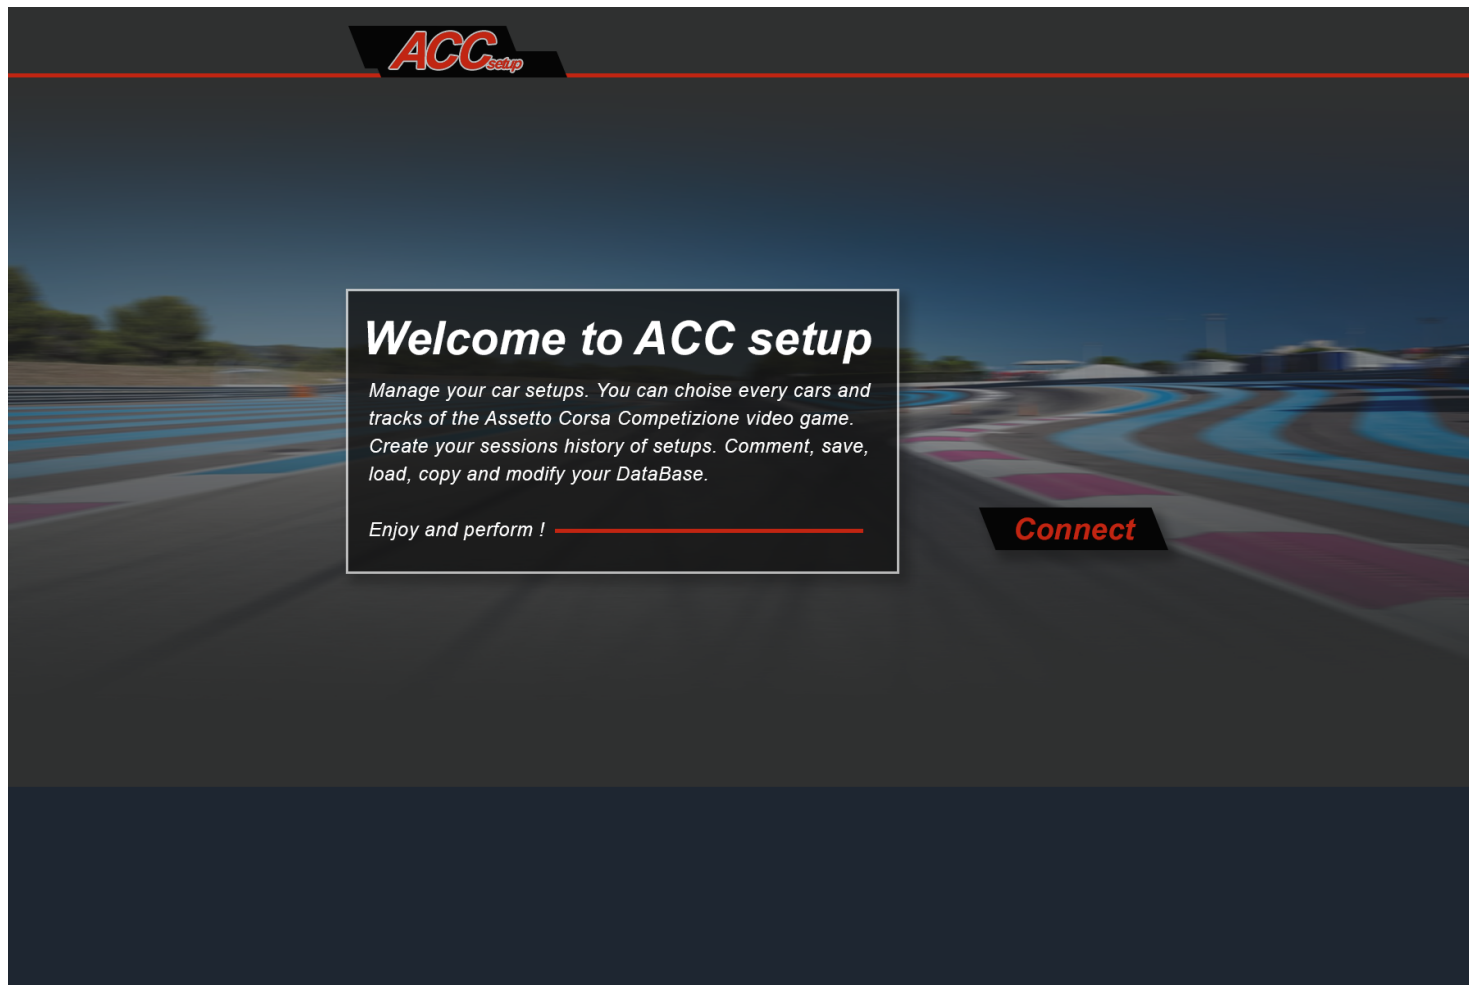 ACC setup
Welcome to ACC setup
Manage your car setups. You can choise every cars and
tracks of the Assetto Corsa Competizione video game.
Create your sessions history of setups. Comment, save,
load, copy and modify your DataBase.
Enjoy and perform !
Connect